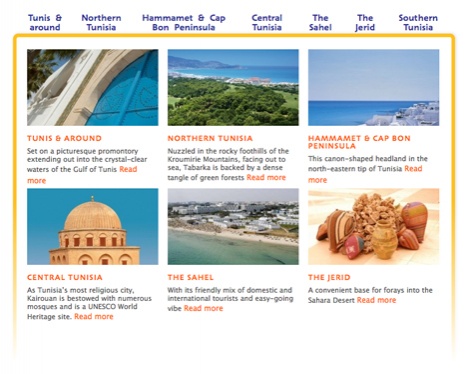 Tunis & around
Northern Tunisia
Hammamet & Cap Bon Peninsula
Central Tunisia
The Sahel
The Jerid
Southern Tunisia
TUNIS & AROUND
Set on a picturesque promontory
extending out into the crystal-clear
waters of the Gulf of Tunis Read
more
NORTHERN TUNISIA
Nuzzled in the rocky foothills of the
Kroumirie Mountains, facing out to
sea, Tabarka is backed by a dense
tangle of green forests Read more
HAMMAMET & CAP BON
PENINSULA
This canon-shaped headland in the
north-eastern tip of Tunisia Read
more
CENTRAL TUNISIA
As Tunisia's most religious city,
Kairouan is bestowed with numerous
mosques and is a UNESCO World
Heritage site. Read more
THE SAHEL
With its friendly mix of domestic and
international tourists and easy-going
vibe Read more
THE JERID
A convenient base for forays into the
Sahara Desert Read more